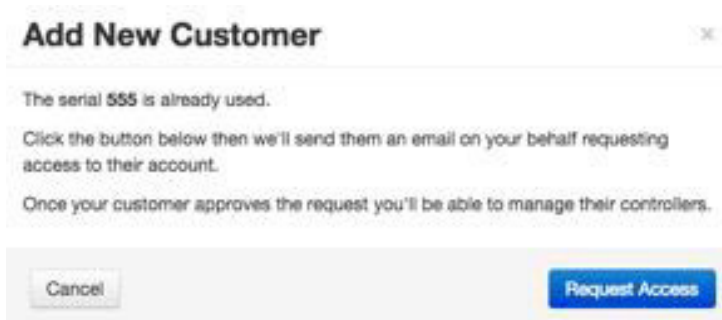 Add New Customer
×
The serial 555 is already used.
Click the button below then we'll send them an email on your behalf requesting
access to their account.
Once your customer approves the request you'll be able to manage their controllers.
Cancel
Request Access